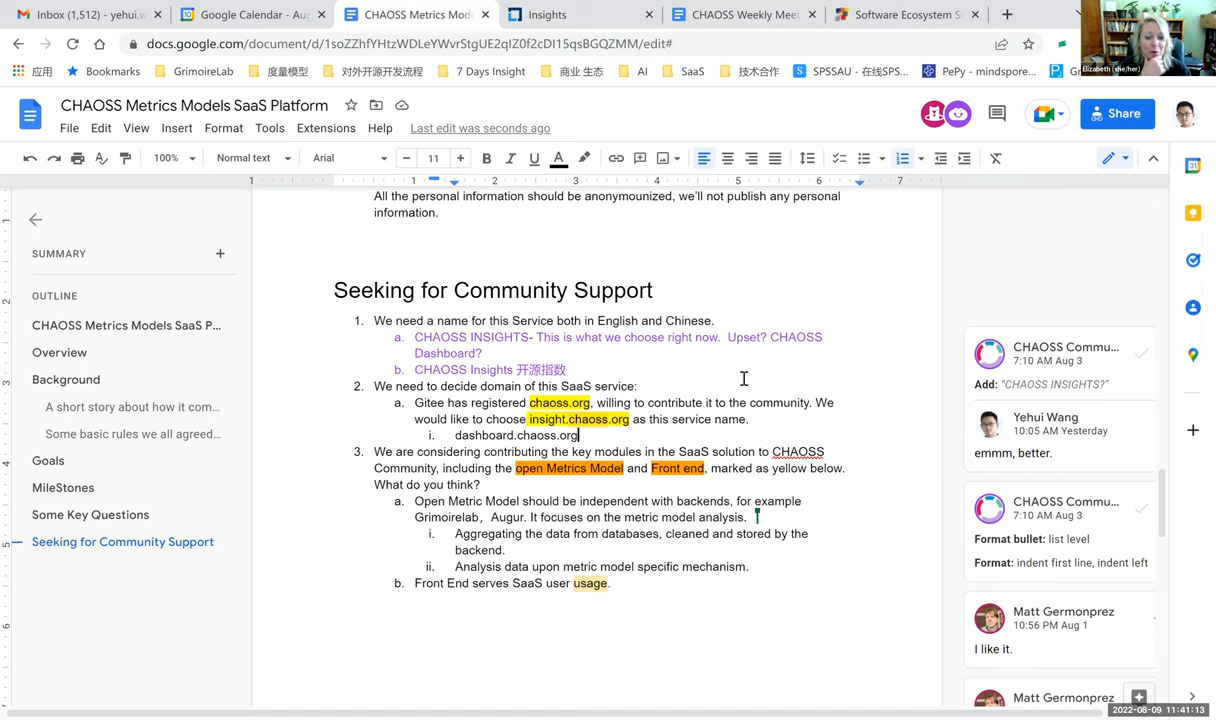 Inbox (1,512) - yehui.w
Google Calendar - Aug
CHAOSS Metrics Mod
Insights
CHAOSS Weekly Meet
Software Ecosystem S
docs.google.com/document/d/1soZZhfYHtzWDLeYWvrStgUE2qIZ0f2cDI15qsBGQZMM/edit#
Elizabeth (she/her)
应用
Bookmarks
GrimoireLab
度量模型
对外开源开发流程
7 Days Insight
商业 生态
AI
SaaS
技术合作
SPSSAU - 在线SPS...
PePy - mindspore...
CHAOSS Metrics Models SaaS Platform
File Edit View Insert Format Tools Extensions Help Last edit was seconds ago
Share
100% Normal text Arial 11
1 1 2 3 4 5 6 7
SUMMARY
OUTLINE
CHAOSS Metrics Models SaaS P...
Overview
Background
A short story about how it com...
Some basic rules we all agreed...
Goals
MileStones
Some Key Questions
Seeking for Community Support
All the personal information should be anonymounized, we'll not publish any personal
information.
Seeking for Community Support
1. We need a name for this Service both in English and Chinese.
a. CHAOSS INSIGHTS- This is what we choose right now. Upset? CHAOSS
Dashboard?
b. CHAOSS Insights 开源指数
2. We need to decide domain of this SaaS service:
a. Gitee has registered chaoss.org, willing to contribute it to the community. We
would like to choose insight.chaoss.org as this service name.
i. dashboard.chaoss.org
3. We are considering contributing the key modules in the SaaS solution to CHAOSS
Community, including the open Metrics Model and Front end, marked as yellow below.
What do you think?
a. Open Metric Model should be independent with backends, for example
Grimoirelab，Augur. It focuses on the metric model analysis.
i. Aggregating the data from databases, cleaned and stored by the
backend.
ii. Analysis data upon metric model specific mechanism.
b. Front End serves SaaS user usage.
CHAOSS Commu...
7:10 AM Aug 3
Add: "CHAOSS INSIGHTS?"
Yehui Wang
10:05 AM Yesterday
emmm, better.
CHAOSS Commu...
7:10 AM Aug 3
Format bullet: list level
Format: indent first line, indent left
Matt Germonprez
10:56 PM Aug 1
I like it.
Matt Germonprez
2022-08-09 11:41:13